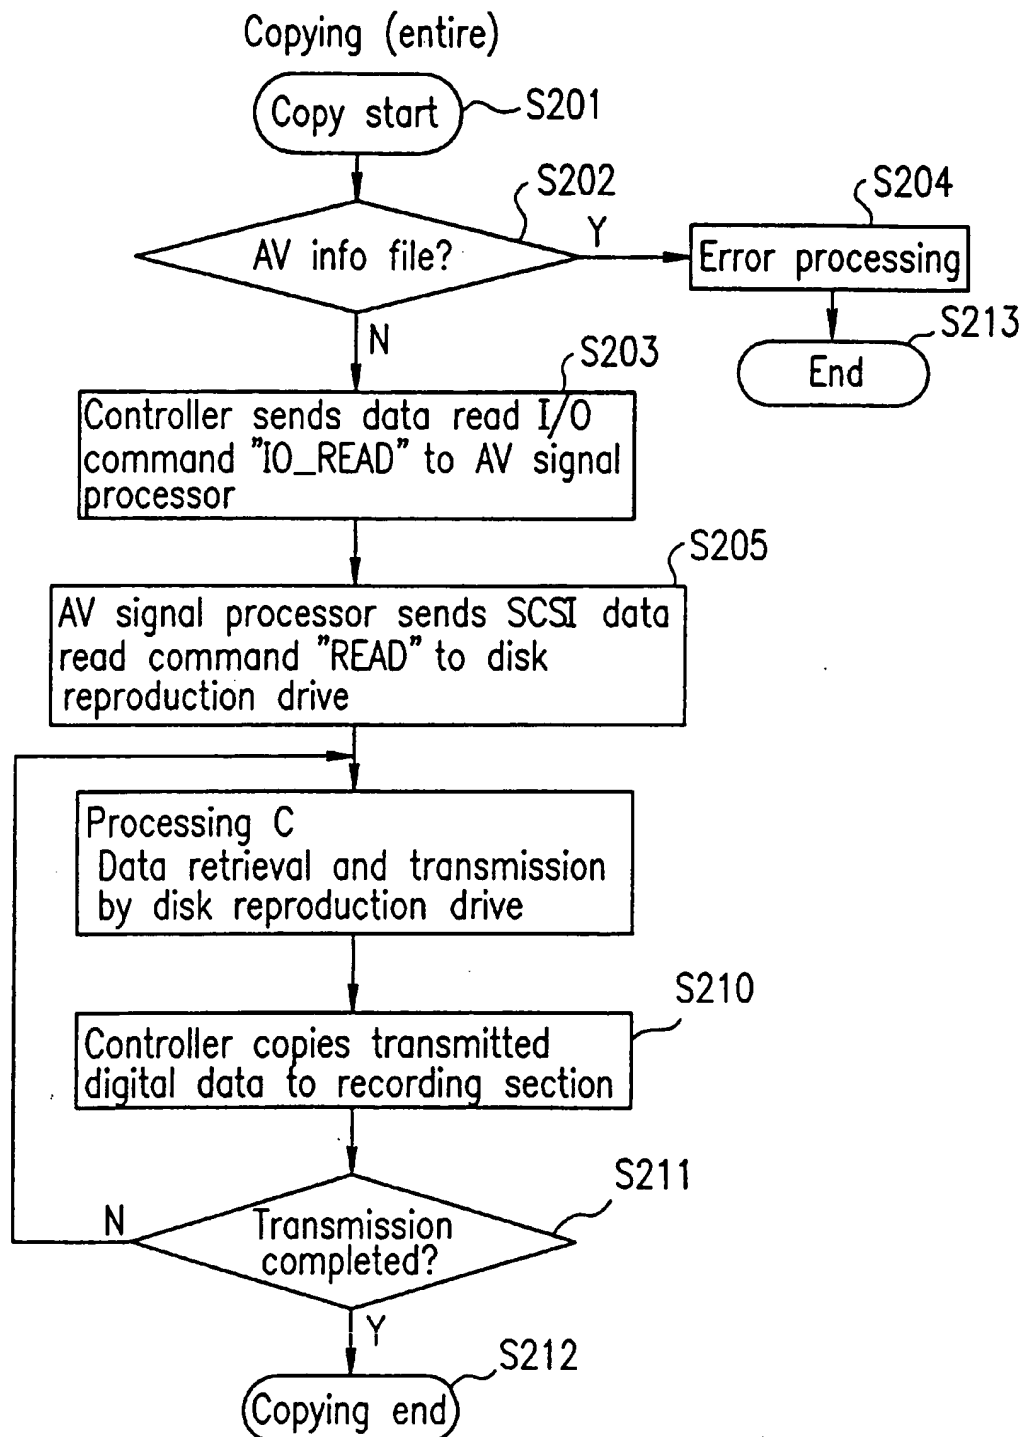 Copying (entire)
Copy start
S201
S202
AV info file?
Y
S204
Error processing
S213
End
N
S203
Controller sends data read I/O
command "IO_READ" to AV signal
processor
S205
AV signal processor sends SCSI data
read command "READ" to disk
reproduction drive
Processing C
Data retrieval and transmission
by disk reproduction drive
S210
Controller copies transmitted
digital data to recording section
S211
N
Transmission
completed?
Y
S212
Copying end